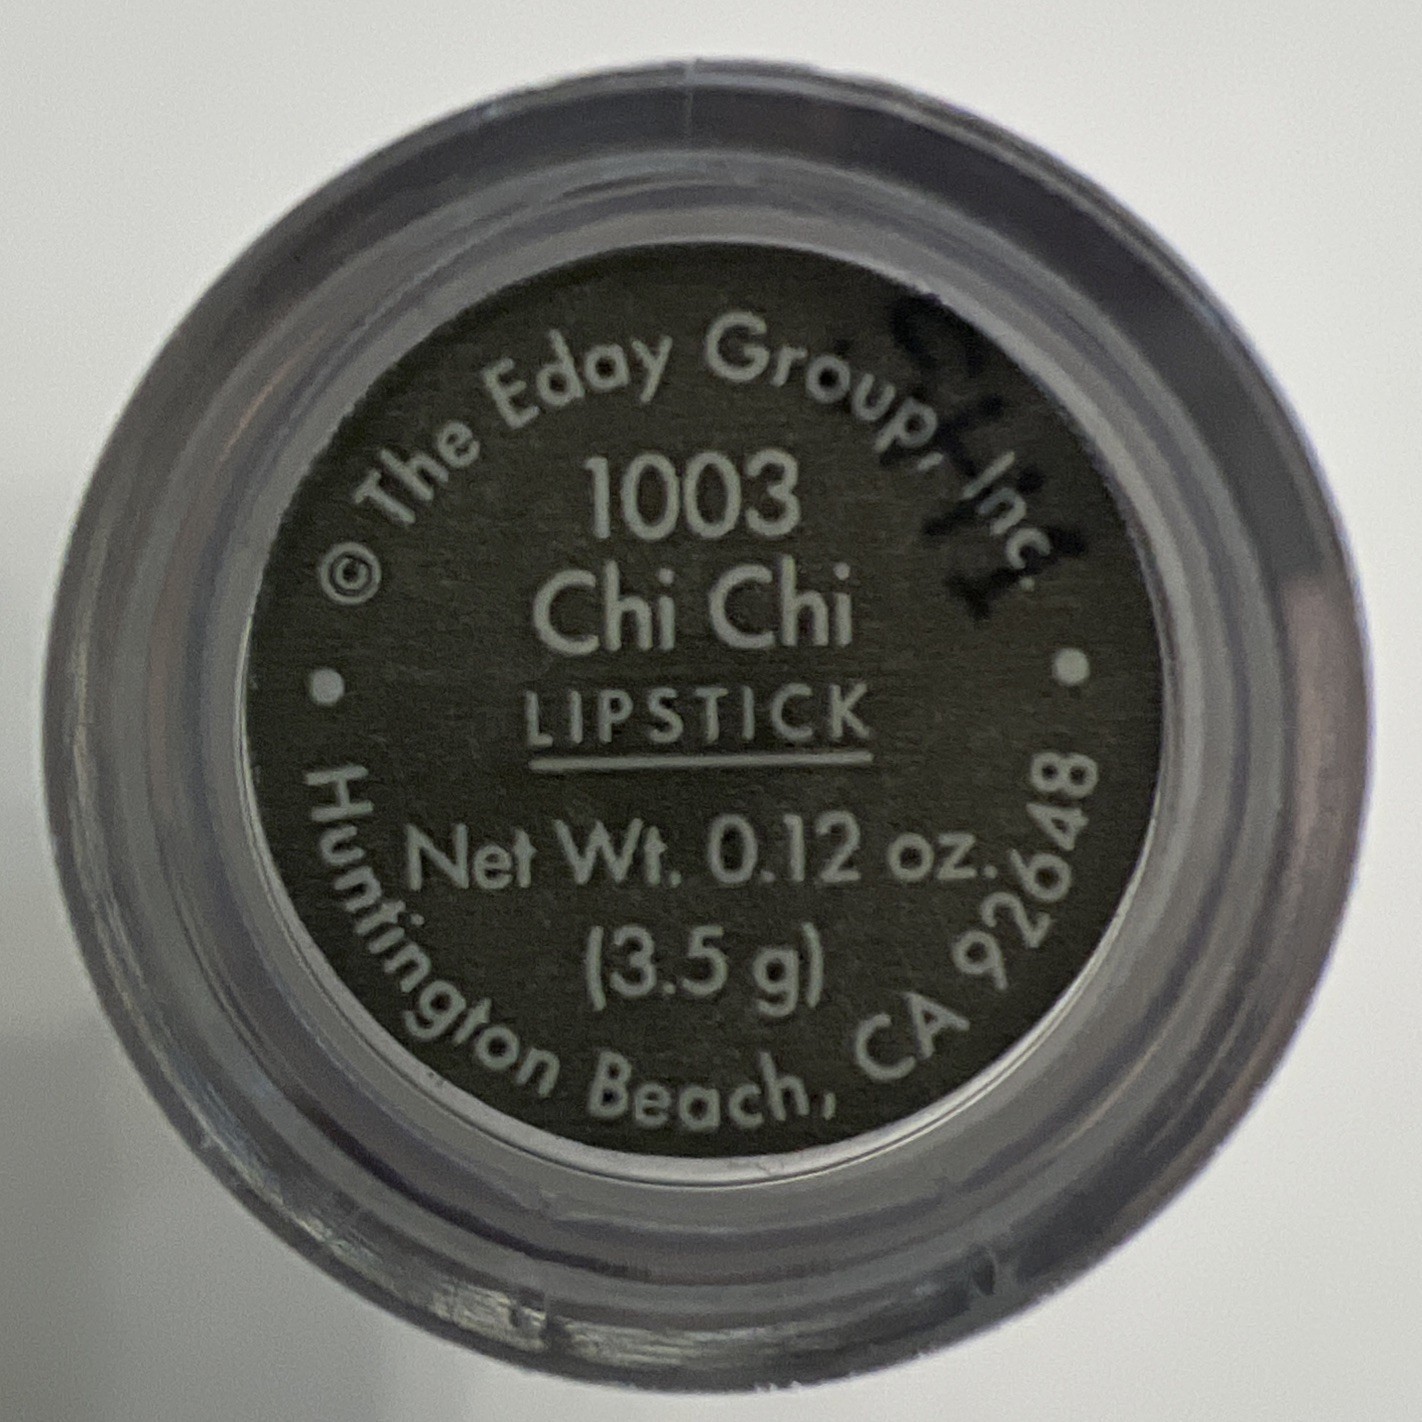 © The Eday Group, Inc.
1003
Chi Chi
LIPSTICK
Net Wt. 0.12 oz.
(3.5 g)
Huntington Beach, CA 92648